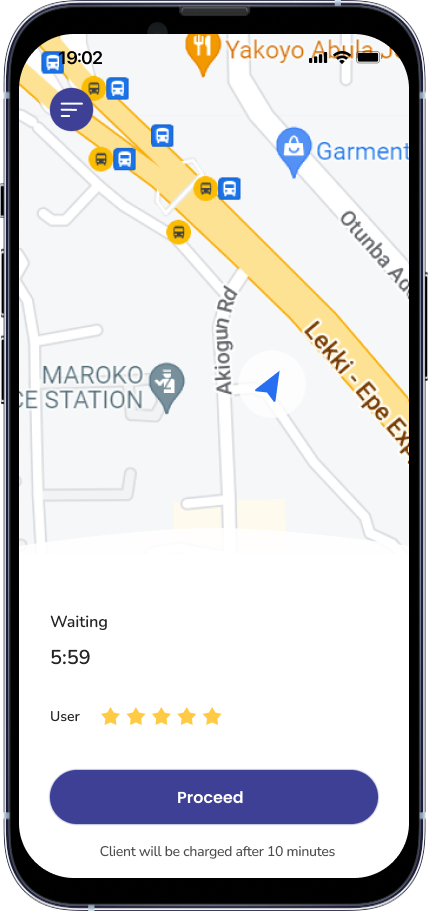 19:02
Yakoyo Abula J
Garment
Otunba Ad
Akiogun Rd
Lekki - Epe Exp
MAROKO
CE STATION
Waiting
5:59
User
Proceed
Client will be charged after 10 minutes